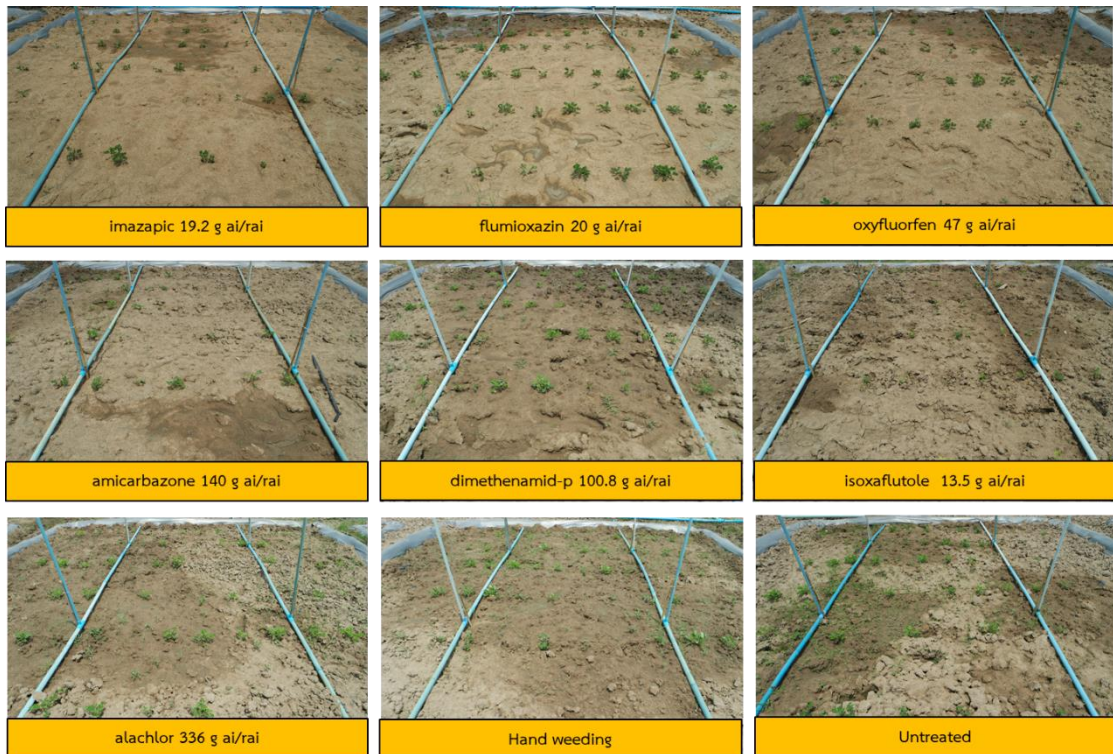 imazapic 19.2 g ai/rai
flumioxazin 20 g ai/rai
oxyfluorfen 47 g ai/rai
amicarbazone 140 g ai/rai
dimethenamid-p 100.8 g ai/rai
isoxaflutole  13.5 g ai/rai
alachlor 336 g ai/rai
Hand weeding
Untreated